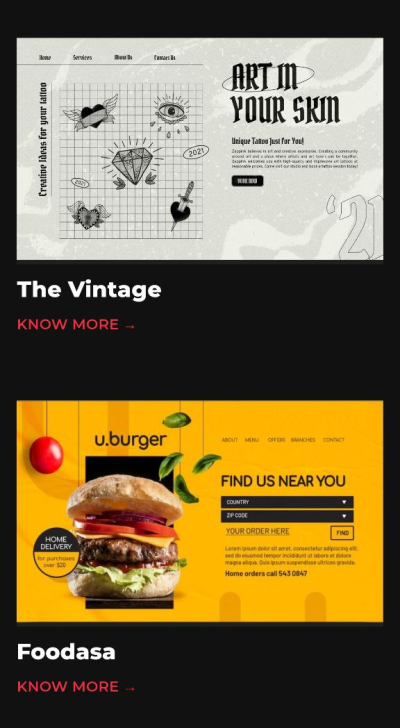 Home Services About Us Contact Us
Creative Ideas for your tattoo
2021
2021
ART IN
YOUR SKIN
Unique Tattoo Just For You!
'21
The Vintage
KNOW MORE →
u.burger
ABOUT MENU OFFERS BRANCHES CONTACT
FIND US NEAR YOU
COUNTRY
ZIP CODE
YOUR ORDER HERE FIND
HOME
DELIVERY
for purchases
over $20
Lorem ipsum dolor sit amet, consectetur adipiscing elit,
sed do eiusmod tempor incididunt ut labore et dolore
magna aliqua. Quis ipsum suspendisse ultrices gravida.
Home orders call 543 0847
Foodasa
KNOW MORE →